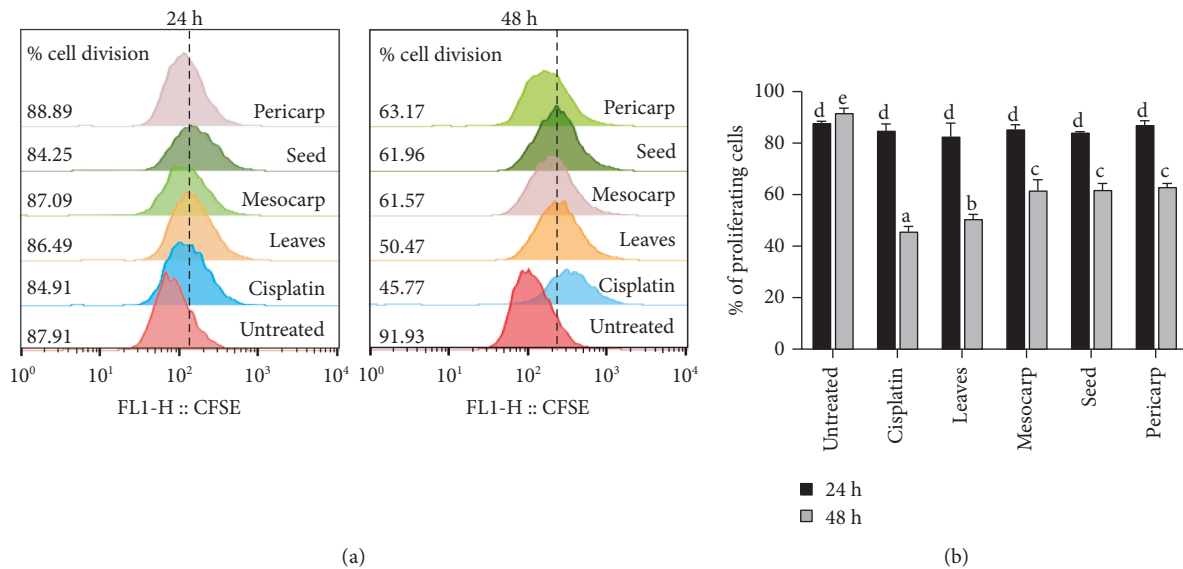 24 h
% cell division
88.89 Pericarp
84.25 Seed
87.09 Mesocarp
86.49 Leaves
84.91 Cisplatin
87.91 Untreated
10⁰ 10¹ 10² 10³ 10⁴
FL1-H :: CFSE
48 h
% cell division
63.17 Pericarp
61.96 Seed
61.57 Mesocarp
50.47 Leaves
45.77 Cisplatin
91.93 Untreated
10⁰ 10¹ 10² 10³ 10⁴
FL1-H :: CFSE
(a)
% of proliferating cells
100
80
60
40
20
0
d e d a d b d c d c d c
Untreated
Cisplatin
Leaves
Mesocarp
Seed
Pericarp
24 h
48 h
(b)